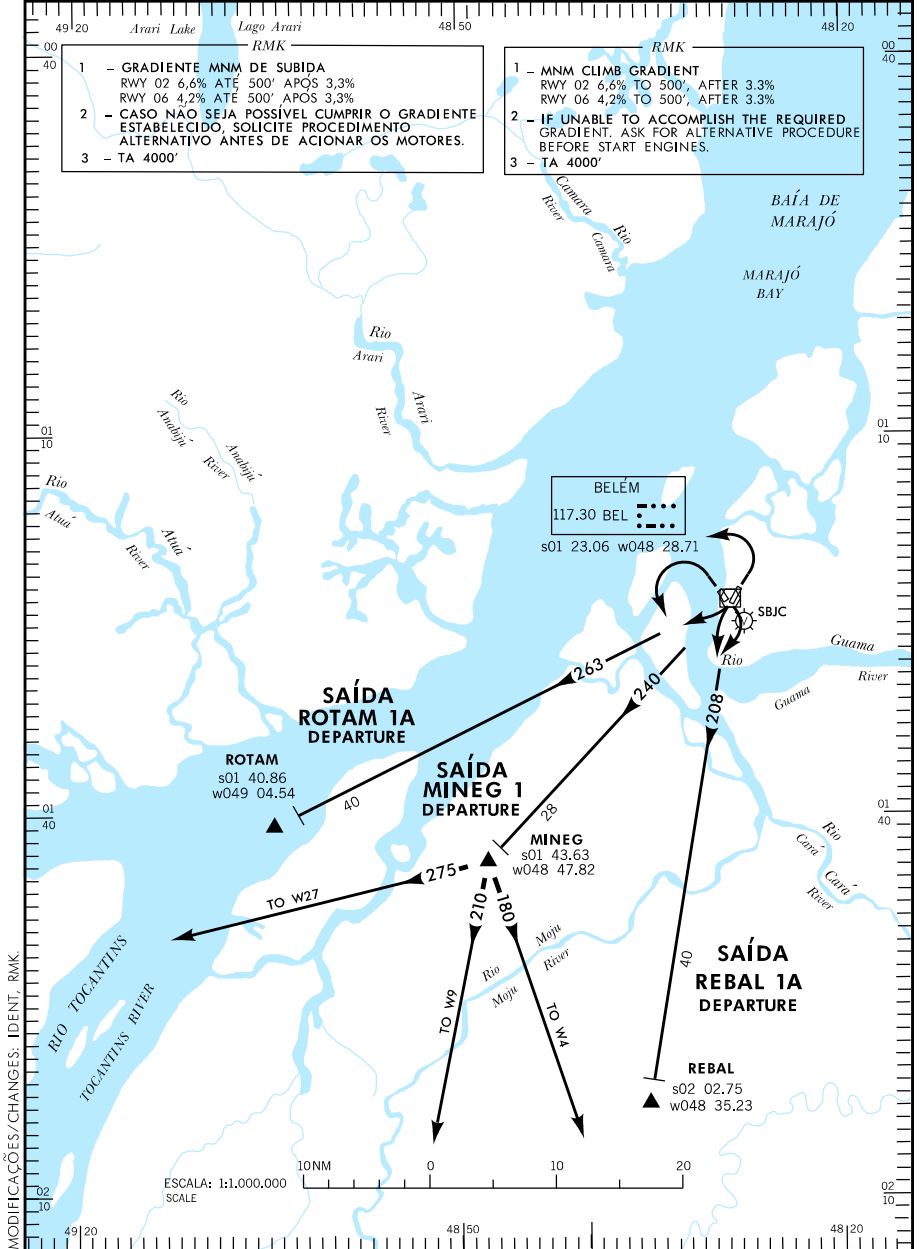 49 20
Arari Lake
Lago Arari
48 50
48 20
00
40
00
40
RMK
1 – GRADIENTE MNM DE SUBIDA
RWY 02 6,6% ATÉ 500' APÓS 3,3%
RWY 06 4,2% ATÉ 500' APÓS 3,3%
2 – CASO NÃO SEJA POSSÍVEL CUMPRIR O GRADIENTE
ESTABELECIDO, SOLICITE PROCEDIMENTO
ALTERNATIVO ANTES DE ACIONAR OS MOTORES.
3 – TA 4000'
RMK
1 – MNM CLIMB GRADIENT
RWY 02 6,6% TO 500', AFTER 3.3%
RWY 06 4,2% TO 500', AFTER 3.3%
2 – IF UNABLE TO ACCOMPLISH THE REQUIRED
GRADIENT. ASK FOR ALTERNATIVE PROCEDURE
BEFORE START ENGINES.
3 – TA 4000'
Camara Rio
River Camara
BAÍA DE
MARAJÓ
MARAJÓ
BAY
Rio
Arari
River
Arari
Rio
Anabijú
River
Anabijú
01
10
01
10
Rio
Atuá
Atuá
River
BELÉM
117.30 BEL
s01 23.06 w048 28.71
SBJC
Rio
Guama
Guama
River
263
240
208
SAÍDA
ROTAM 1A
DEPARTURE
ROTAM
s01 40.86
w049 04.54
40
SAÍDA
MINEG 1
DEPARTURE
28
MINEG
s01 43.63
w048 47.82
01
40
01
40
Rio
Cará
Cará
River
275
TO W27
210
180
TO W9
TO W4
Rio
Moju
Moju
River
40
SAÍDA
REBAL 1A
DEPARTURE
RIO TOCANTINS
TOCANTINS RIVER
REBAL
s02 02.75
w048 35.23
ESCALA: 1:1.000.000
SCALE
10NM 0 10 20
02
10
02
10
49 20
48 50
48 20
MODIFICAÇÕES/CHANGES: IDENT, RMK.